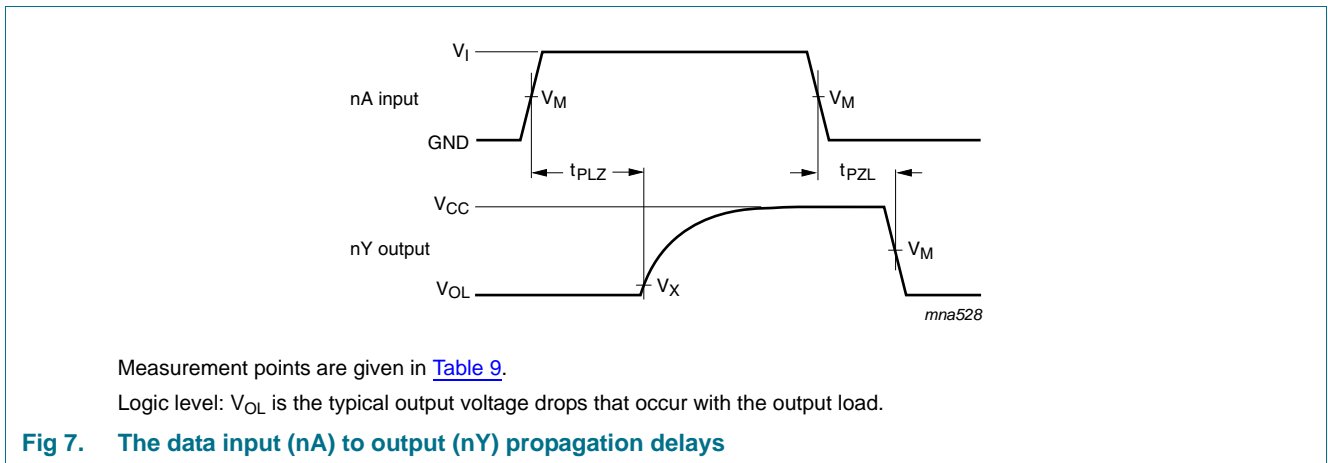 VI
nA input
VM
VM
GND
tPLZ
tPZL
VCC
nY output
VM
VOL
VX
mna528
Measurement points are given in Table 9.
Logic level: VOL is the typical output voltage drops that occur with the output load.
Fig 7. The data input (nA) to output (nY) propagation delays